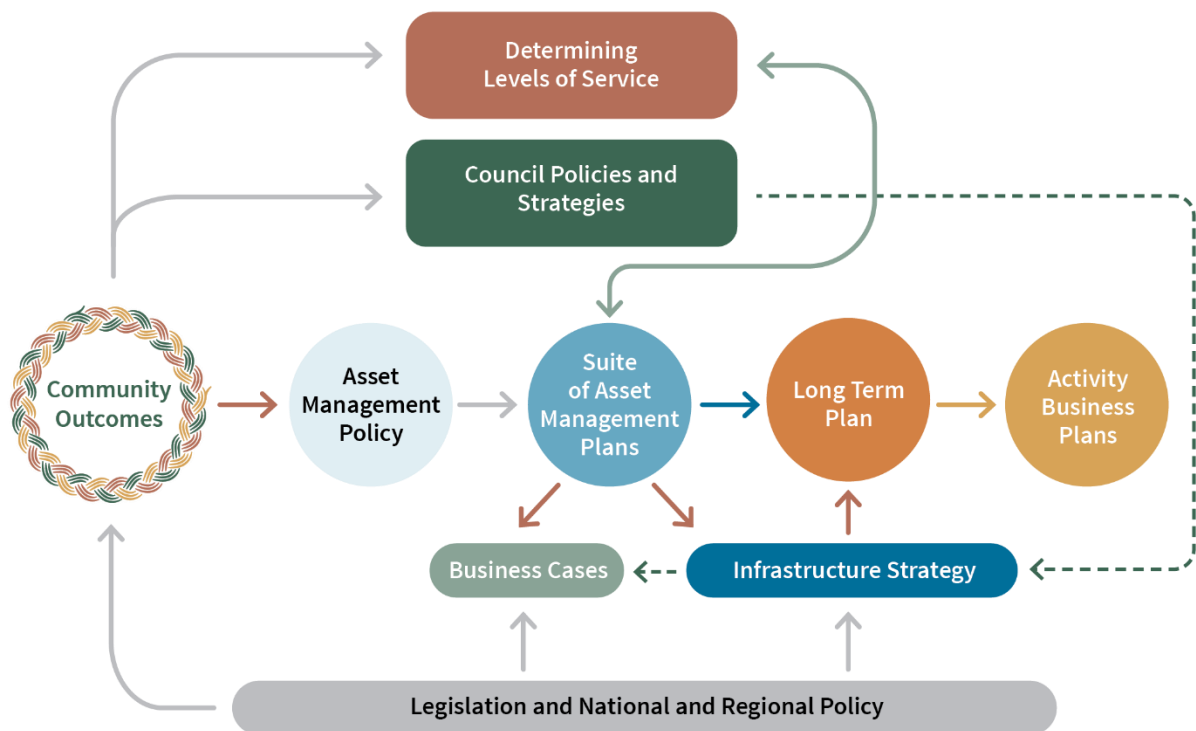 Determining
Levels of Service
Council Policies and
Strategies
Community
Outcomes
Asset
Management
Policy
Suite
of Asset
Management
Plans
Long Term
Plan
Activity
Business
Plans
Business Cases
Infrastructure Strategy
Legislation and National and Regional Policy